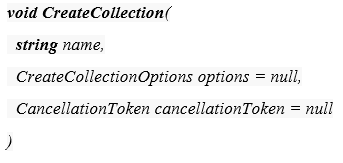 void CreateCollection(
string name,
CreateCollectionOptions options = null,
CancellationToken cancellationToken = null
)